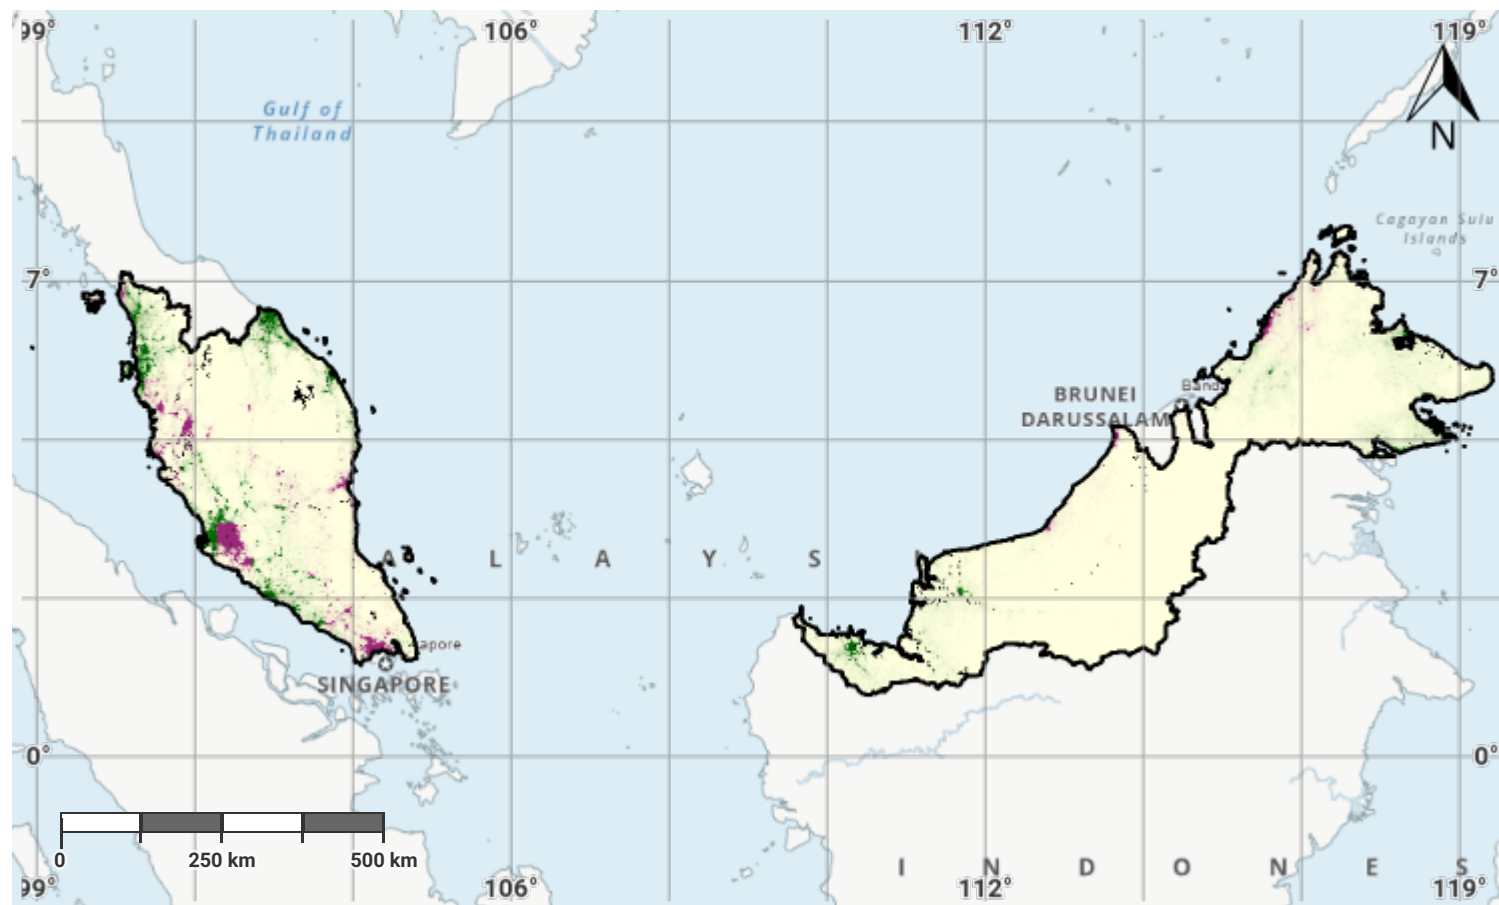 99° 106° 112° 119°
Gulf of
Thailand
N
Cagayan Sulu
Islands
7° 7°
BRUNEI Banda
DARUSSALAM
A L A Y S I
apore
SINGAPORE
0° 0°
0 250 km 500 km
I N D O N E S
99° 106° 112° 119°